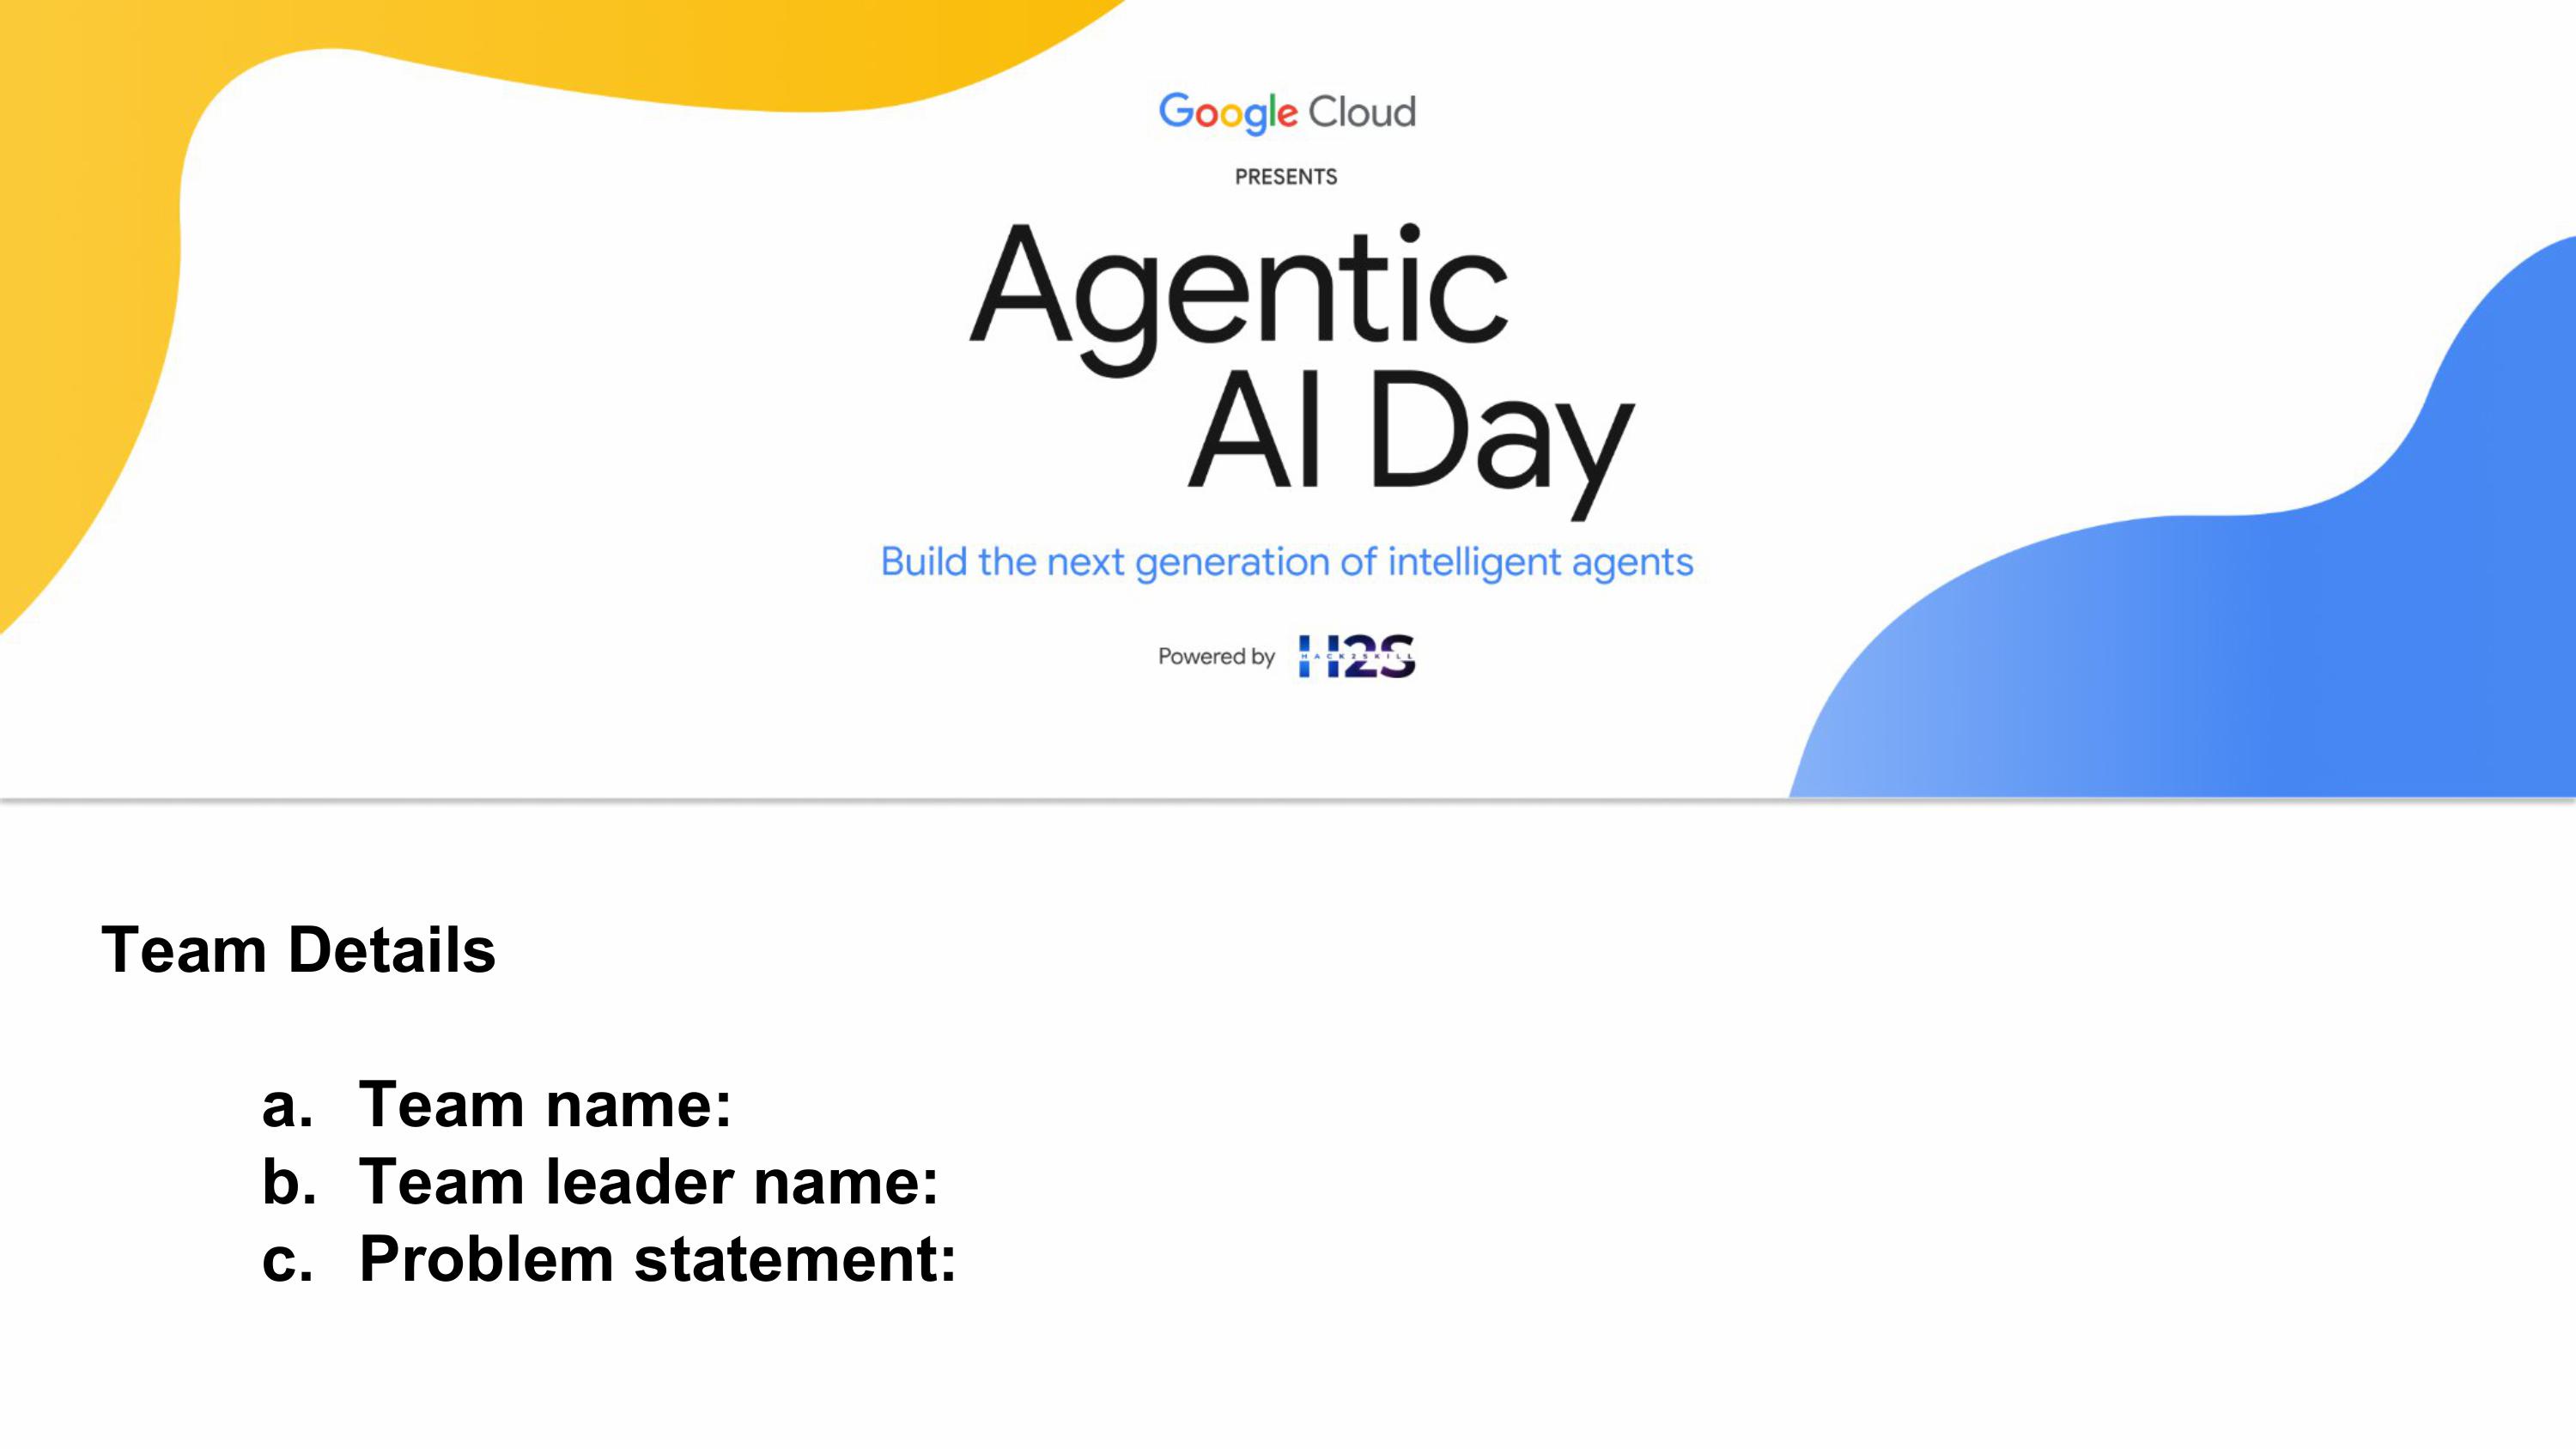 Google Cloud
PRESENTS
Agentic
AI Day
Build the next generation of intelligent agents
Powered by H2S
HACK2SKILL
Team Details
a. Team name:
b. Team leader name:
c. Problem statement: